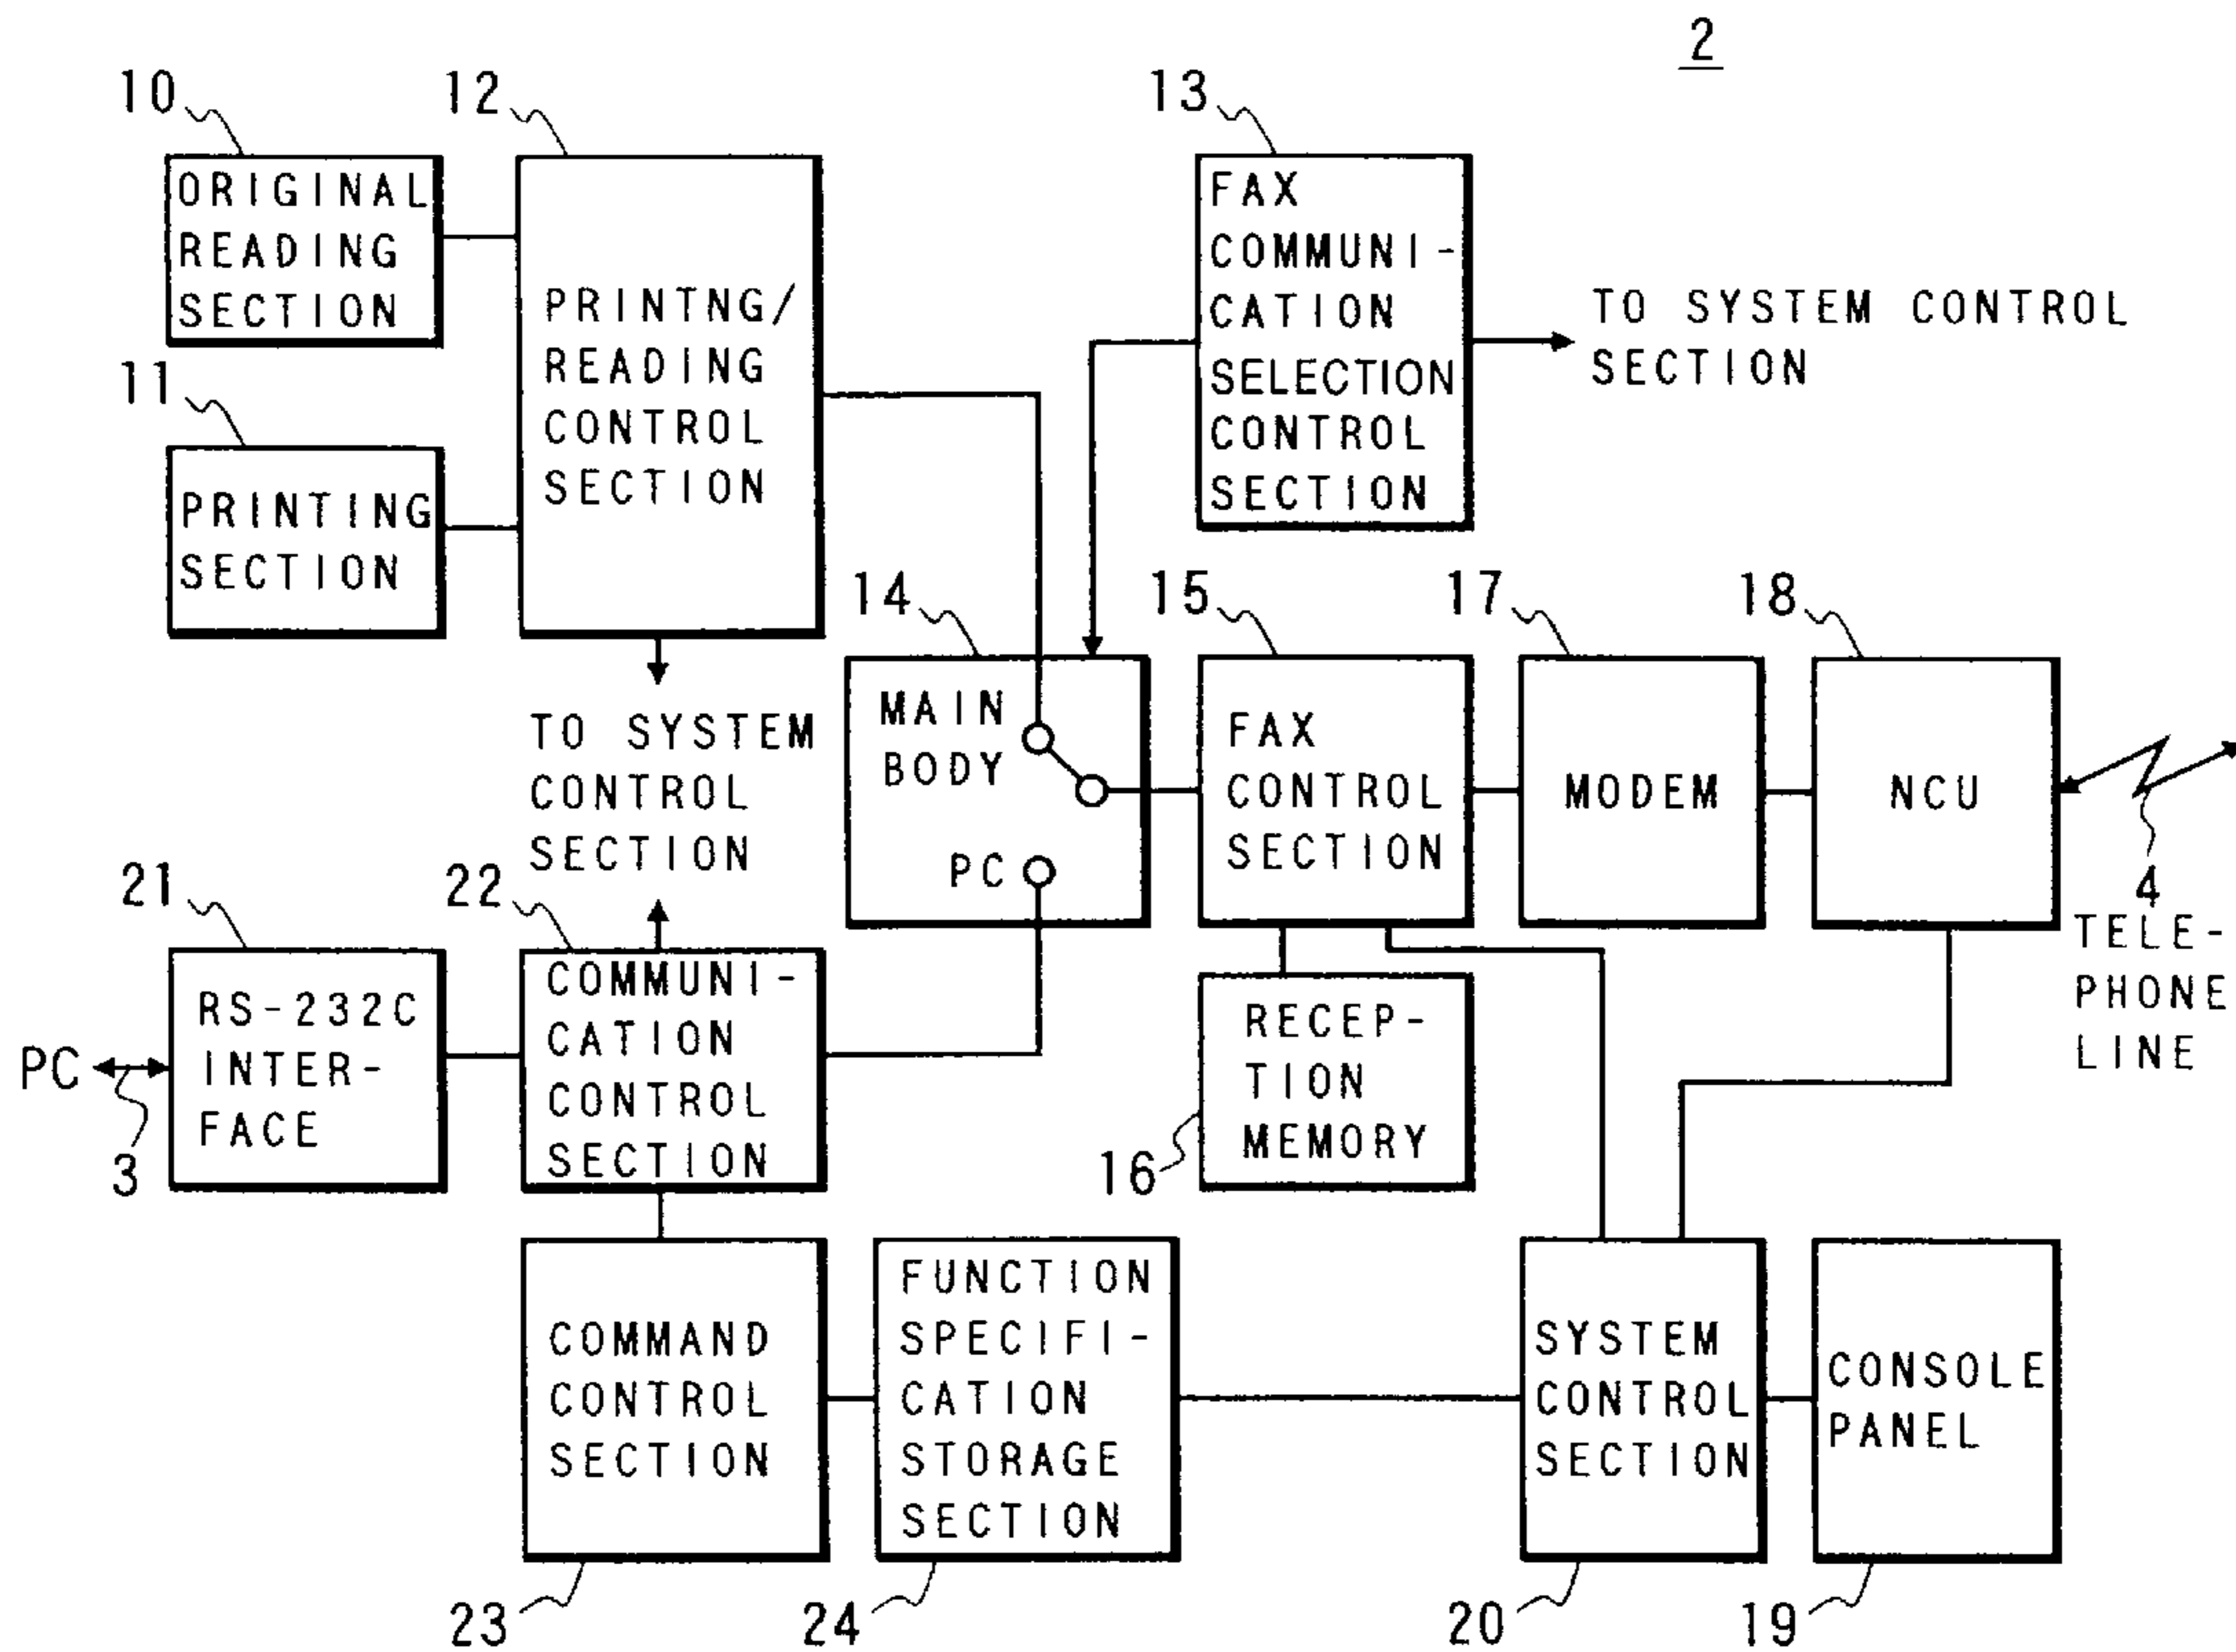 2
10
12
13
ORIGINAL
READING
SECTION
PRINTNG/
READING
CONTROL
SECTION
FAX
COMMUNI-
CATION
SELECTION
CONTROL
SECTION
TO SYSTEM CONTROL
SECTION
11
PRINTING
SECTION
14
15
17
18
TO SYSTEM
CONTROL
SECTION
MAIN
BODY
PC
FAX
CONTROL
SECTION
MODEM
NCU
4
TELE-
PHONE
LINE
21
22
PC
3
RS-232C
INTER-
FACE
COMMUNI-
CATION
CONTROL
SECTION
RECEP-
TION
MEMORY
16
COMMAND
CONTROL
SECTION
FUNCTION
SPECIFI-
CATION
STORAGE
SECTION
SYSTEM
CONTROL
SECTION
CONSOLE
PANEL
23
24
20
19